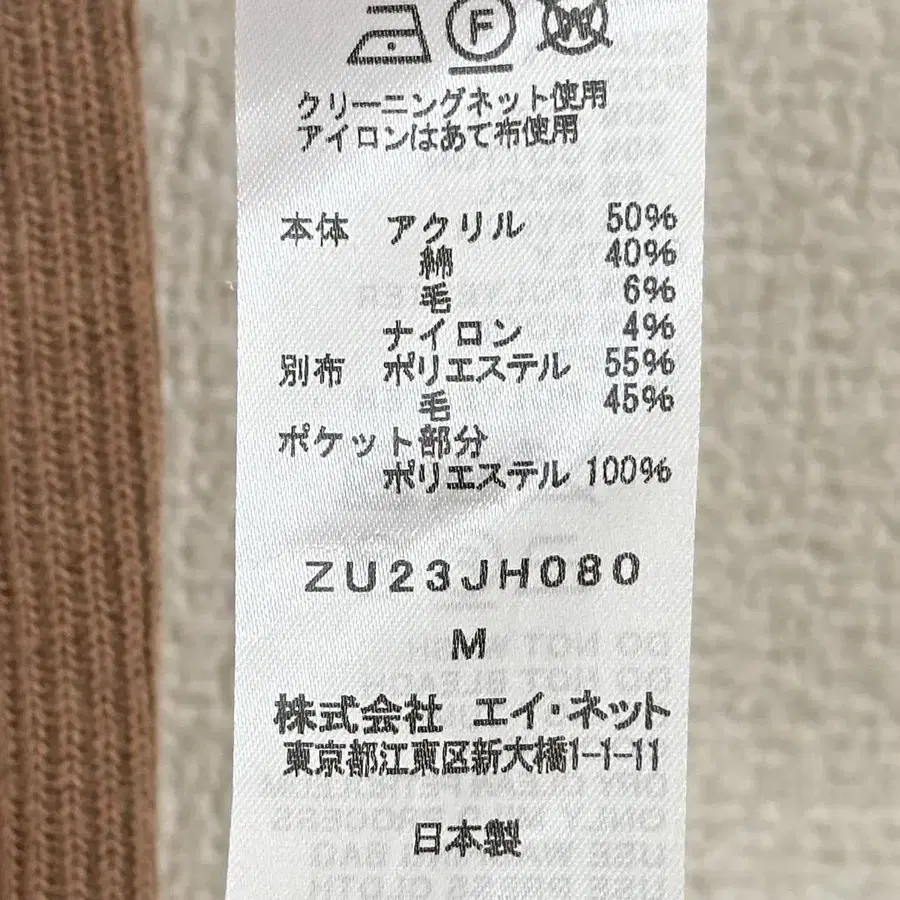 F
W
クリーニングネット使用
アイロンはあて布使用
本体 アクリル 50%
綿 40%
毛 6%
ナイロン 4%
別布 ポリエステル 55%
毛 45%
ポケット部分
ポリエステル 100%
ZU23JH080
M
株式会社 エイ・ネット
東京都江東区新大橋1-1-11
日本製